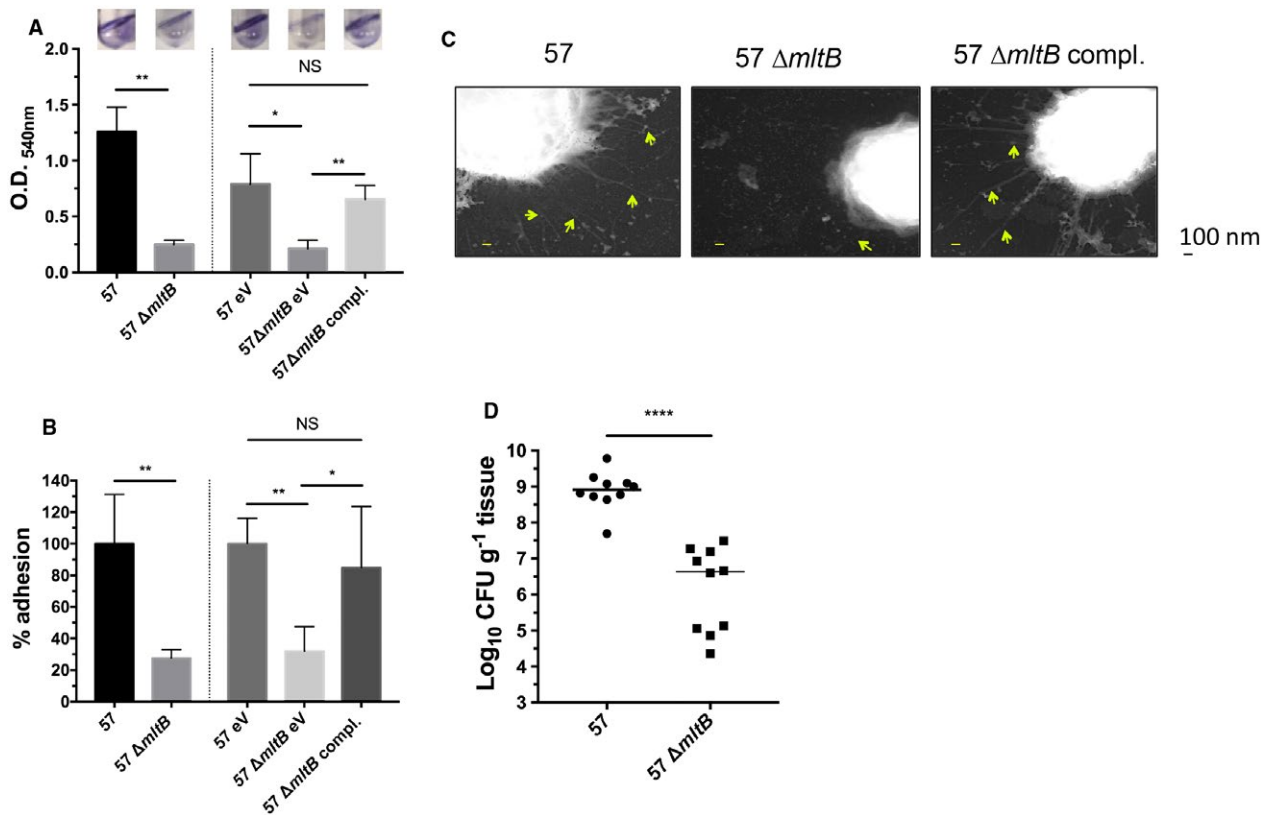 A
2.0
1.5
1.0
0.5
0.0
O.D. 540nm
**
NS
*
**
57
57 ΔmltB
57 eV
57ΔmltB eV
57ΔmltB compl.
C
57
57 ΔmltB
57 ΔmltB compl.
100 nm
B
140
120
100
80
60
40
20
0
% adhesion
**
NS
**
*
57
57 ΔmltB
57 eV
57 ΔmltB eV
57 ΔmltB compl.
D
****
10
9
8
7
6
5
4
3
Log10 CFU g-1 tissue
57
57 ΔmltB